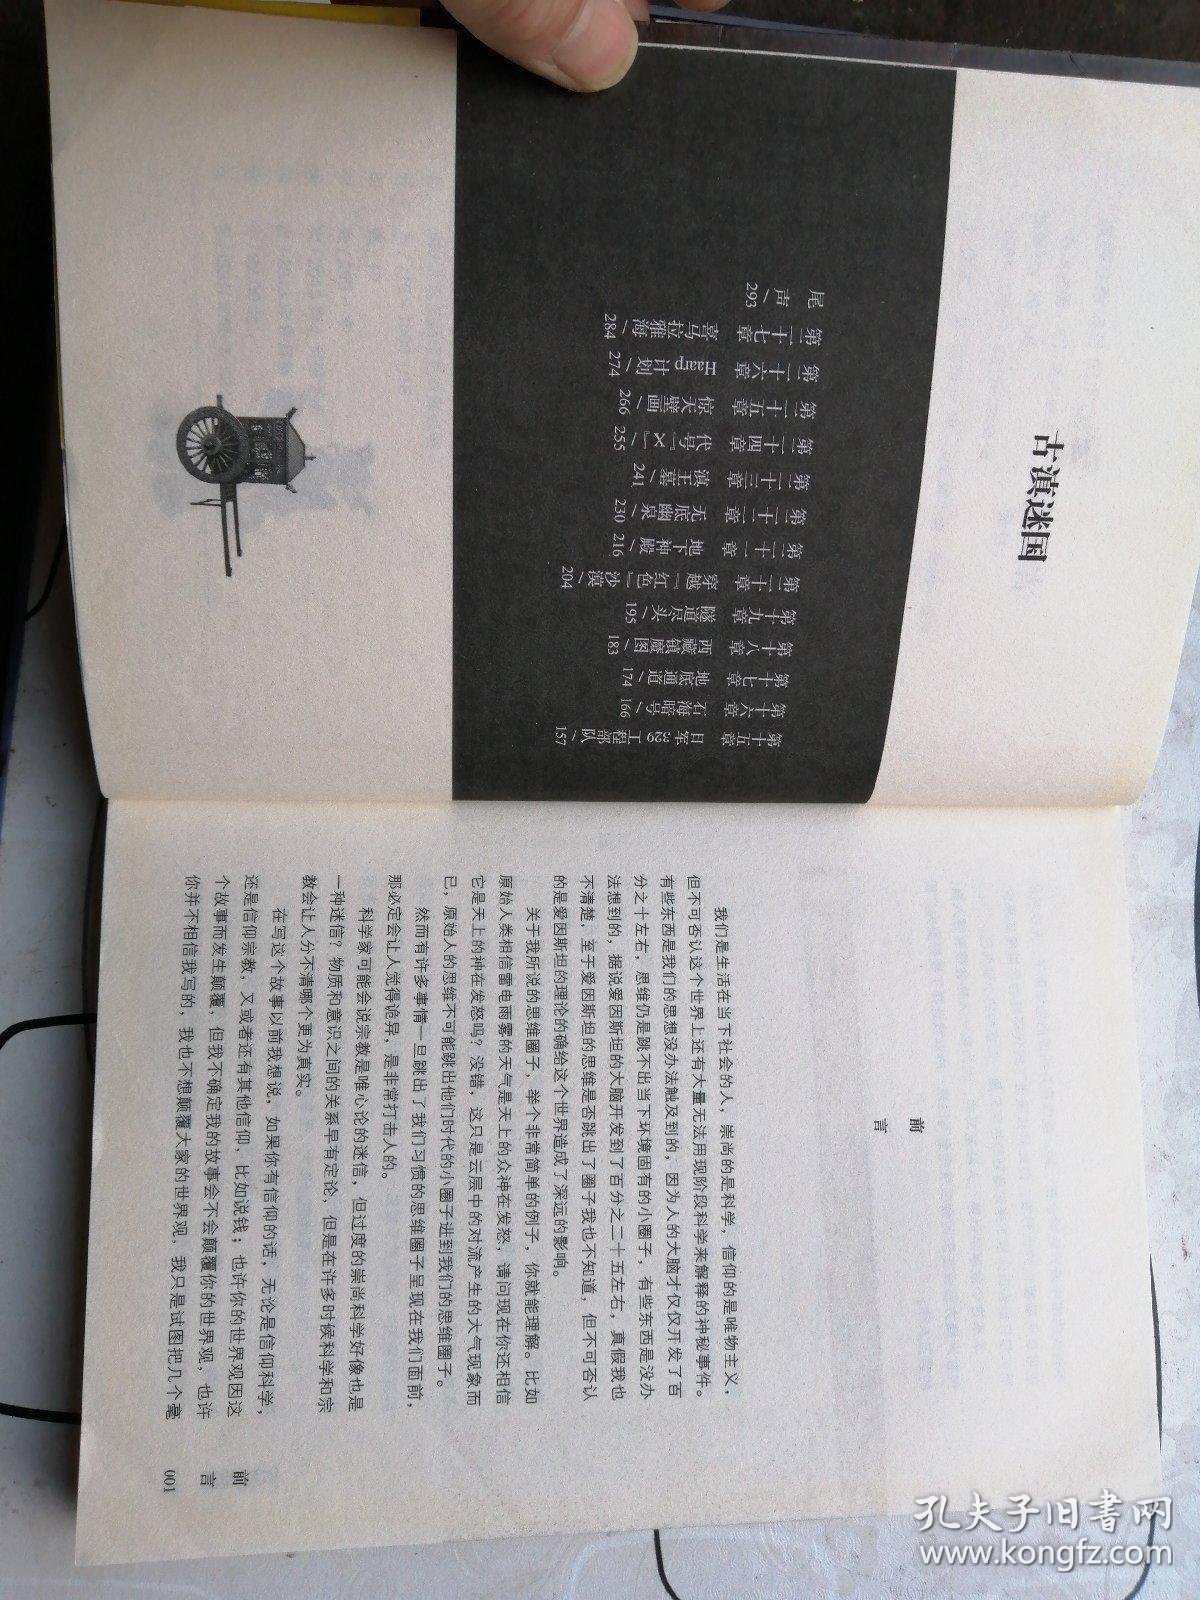 古滇迷国
第十五章 日军329工程部队/157
第十六章 石海暗号/166
第十七章 地底通道/174
第十八章 西藏镇魔图/183
第十九章 隧道尽头/195
第二十章 穿越『红色』沙漠/204
第二十一章 地下神殿/216
第二十二章 无底幽泉/230
第二十三章 滇王墓/241
第二十四章 代号『X』/255
第二十五章 惊天壁画/266
第二十六章 Haarp计划/274
第二十七章 喜马拉雅海/284
尾声/293
前言
我们是生活在当下社会的人，崇尚的是科学，信仰的是唯物主义，
但不可否认这个世界上还有大量无法用现阶段科学来解释的神秘事件。
有些东西是我们的思想没办法触及到的，因为人的大脑才仅仅开发了百
分之十左右，思维仍是跳不出当下环境固有的小圈子，有些东西是没办
法想到的，据说爱因斯坦的大脑开发到了百分之二十五左右，真假我也
不清楚，至于爱因斯坦的思维是否跳出了圈子我也不知道，但不可否认
的是爱因斯坦的理论的确给这个世界造成了深远的影响。
关于我所说的思维圈子，举个非常简单的例子，你就能理解。比如
原始人类相信雷电雨雾的天气是天上的众神在发怒，请问现在你还相信
它是天上的神在发怒吗？没错，这只是云层中的对流产生的大气现象而
已，原始人的思维不可能跳出他们时代的小圈子进到我们的思维圈子。
然而有许多事情一旦跳出了我们习惯的思维圈子呈现在我们面前，
那必定会让人觉得诡异，是非常打击人的。
科学家可能会说宗教是唯心论的迷信，但过度的崇尚科学好像也是
一种迷信？物质和意识之间的关系早有定论，但是在许多时候科学和宗
教会让人分不清哪个更为真实。
在写这个故事以前我想说，如果你有信仰的话，无论是信仰科学，
还是信仰宗教，又或者还有其他信仰，比如说钱；也许你的世界观因这
个故事而发生颠覆，但我不确定我的故事会不会颠覆你的世界观，也许
你并不相信我写的，我也不想颠覆大家的世界观，我只是试图把几个毫
前言
001
孔夫子旧书网
www.kongfz.com